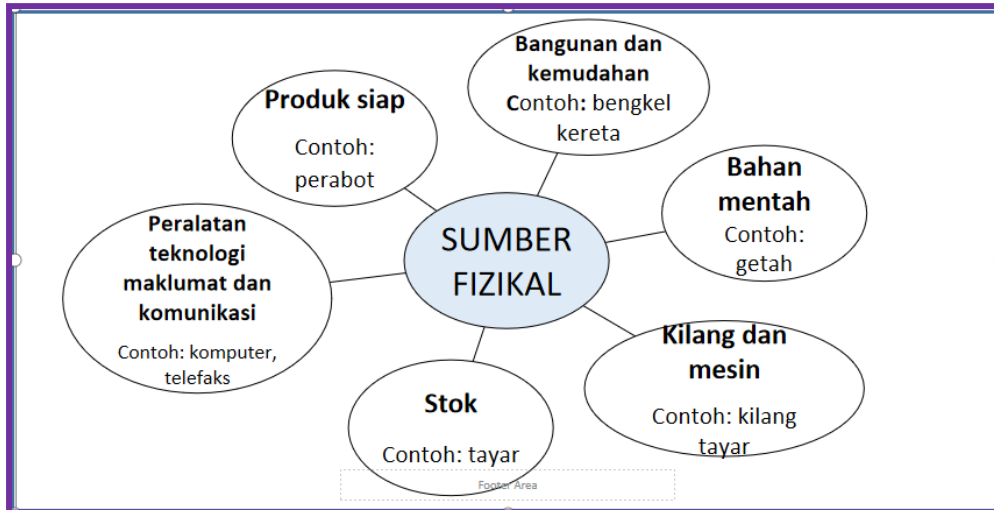 Bangunan dan
kemudahan
Contoh: bengkel
kereta
Produk siap
Contoh:
perabot
Bahan
mentah
Contoh:
getah
SUMBER
FIZIKAL
Peralatan
teknologi
maklumat dan
komunikasi
Contoh: komputer,
telefaks
Kilang dan
mesin
Contoh: kilang
tayar
Stok
Contoh: tayar
Footer Area